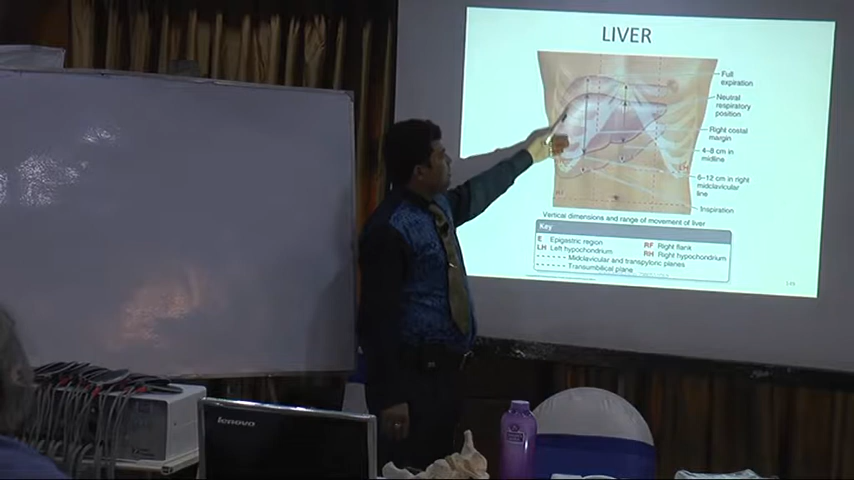 LIVER
Full
expiration
Neutral
respiratory
position
Right costal
margin
4–8 cm in
midline
LH
6–12 cm in right
midclavicular
line
Inspiration
Vertical dimensions and range of movement of liver
Key
E Epigastric region
LH Left hypochondrium
RF Right flank
RH Right hypochondrium
Midclavicular and transpyloric planes
Transumbilical plane
lenovo